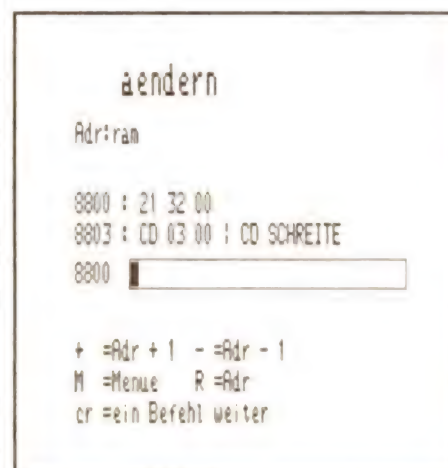 aendern
Adr:ram
8800 : 21 32 00
8803 : CD 03 00 : CD SCHREITE
8800
+ =Adr + 1 - =Adr - 1
M =Menue R =Adr
cr =ein Befehl weiter